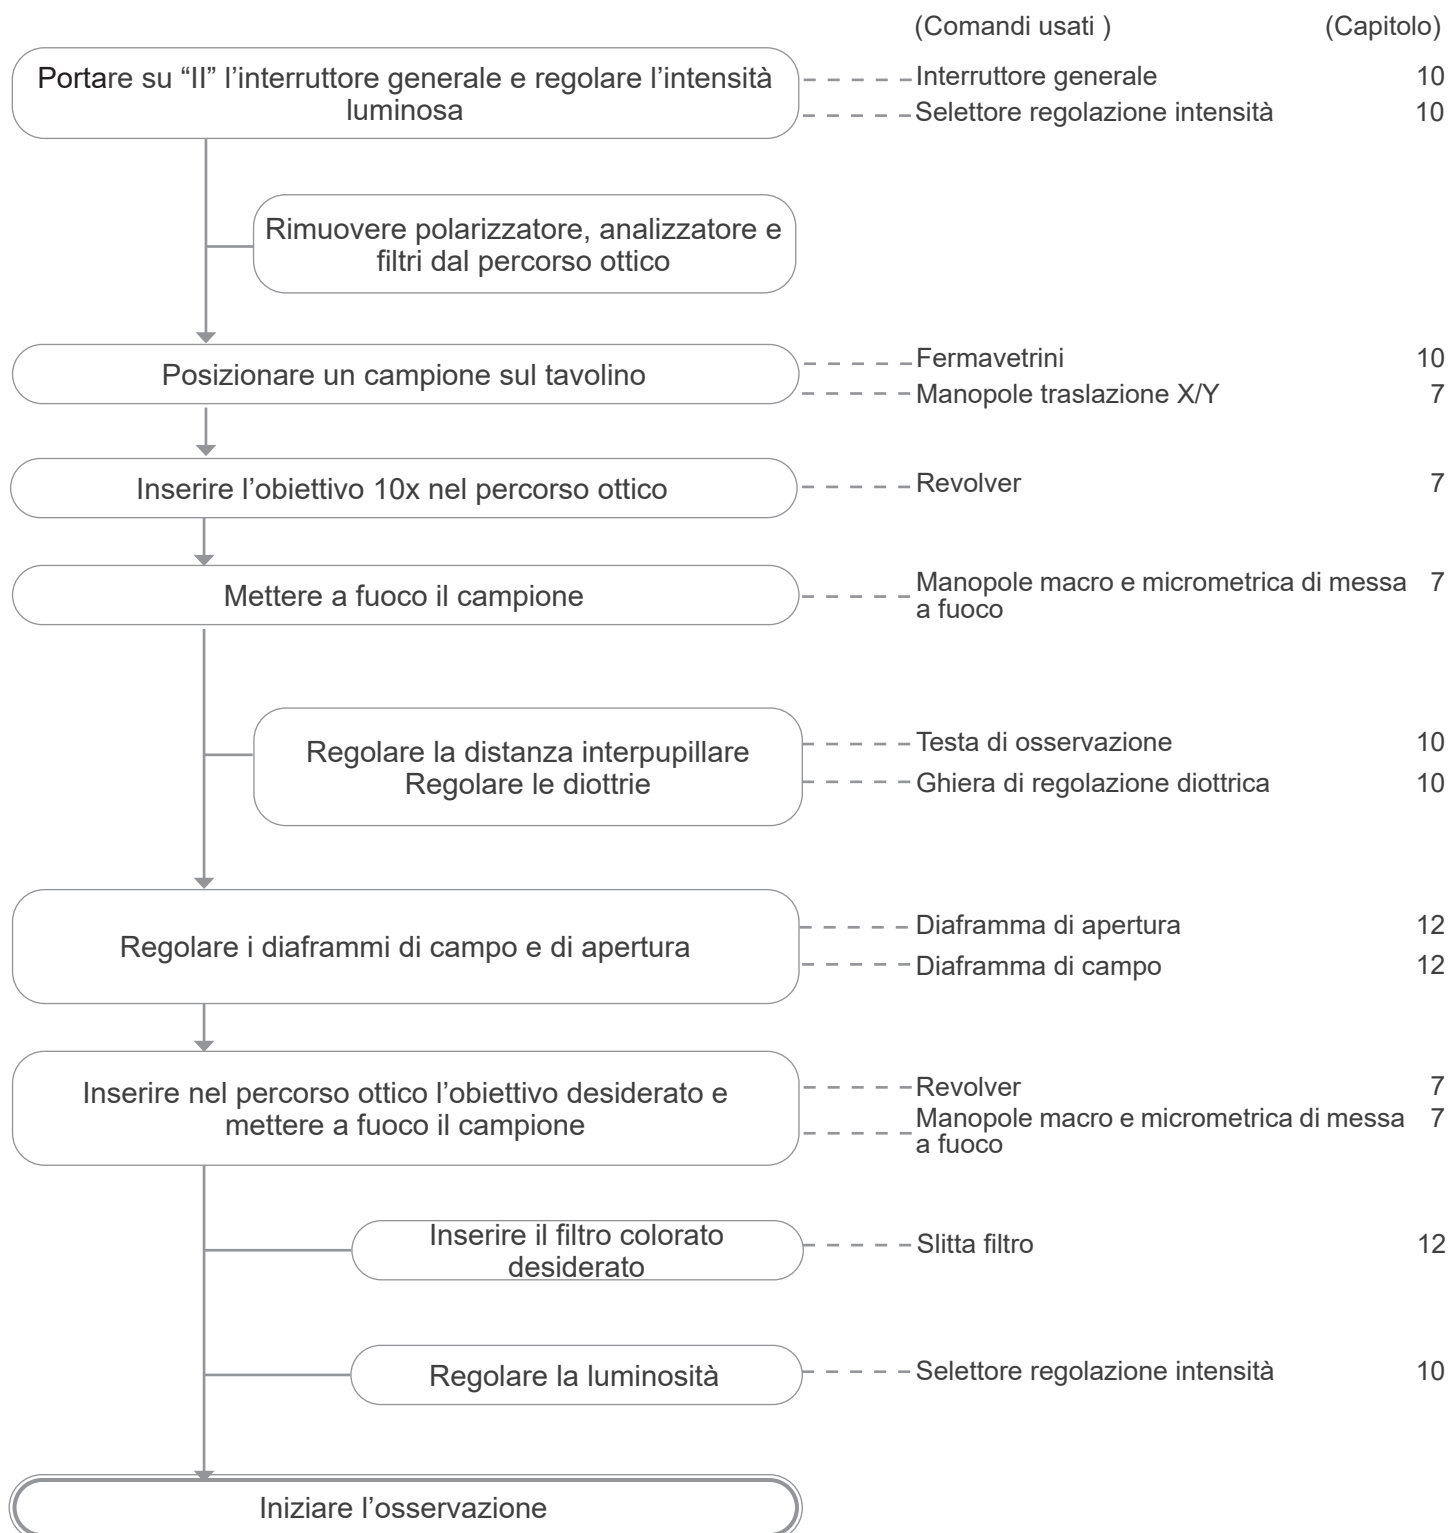 (Comandi usati )
(Capitolo)
Portare su “II” l’interruttore generale e regolare l’intensità
luminosa
Interruttore generale 10
Selettore regolazione intensità 10
Rimuovere polarizzatore, analizzatore e
filtri dal percorso ottico
Posizionare un campione sul tavolino
Fermavetrini 10
Manopole traslazione X/Y 7
Inserire l’obiettivo 10x nel percorso ottico
Revolver 7
Mettere a fuoco il campione
Manopole macro e micrometrica di messa 7
a fuoco
Regolare la distanza interpupillare
Regolare le diottrie
Testa di osservazione 10
Ghiera di regolazione diottrica 10
Regolare i diaframmi di campo e di apertura
Diaframma di apertura 12
Diaframma di campo 12
Inserire nel percorso ottico l’obiettivo desiderato e
mettere a fuoco il campione
Revolver 7
Manopole macro e micrometrica di messa 7
a fuoco
Inserire il filtro colorato
desiderato
Slitta filtro 12
Regolare la luminosità
Selettore regolazione intensità 10
Iniziare l’osservazione